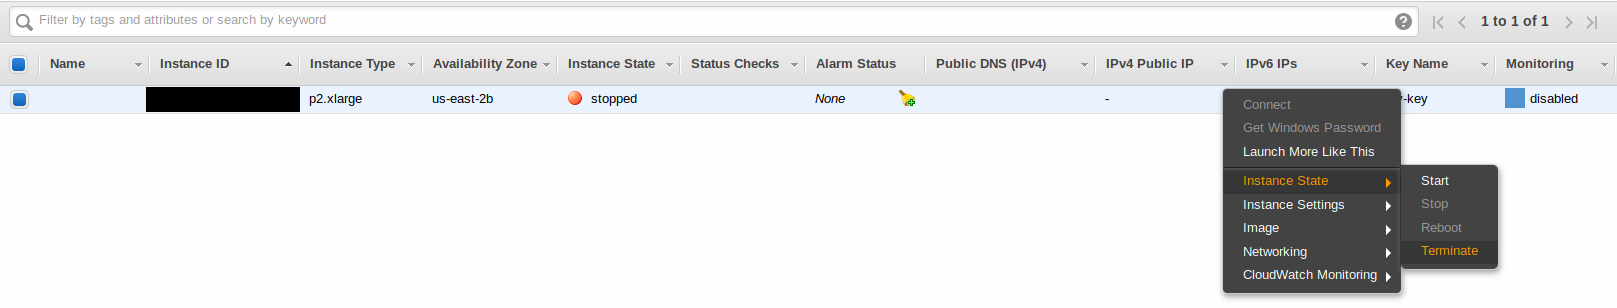 Filter by tags and attributes or search by keyword
1 to 1 of 1
Name Instance ID Instance Type Availability Zone Instance State Status Checks Alarm Status Public DNS (IPv4) IPv4 Public IP IPv6 IPs Key Name Monitoring
p2.xlarge us-east-2b stopped None - -key disabled
Connect
Get Windows Password
Launch More Like This
Instance State
Instance Settings
Image
Networking
CloudWatch Monitoring
Start
Stop
Reboot
Terminate